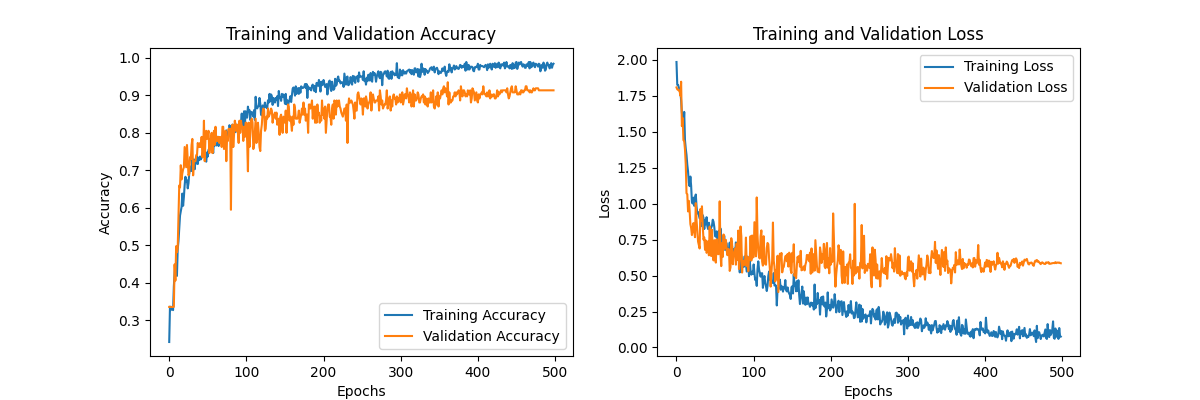 Training and Validation Accuracy
1.0
0.9
0.8
0.7
0.6
0.5
0.4
0.3
Accuracy
Training Accuracy
Validation Accuracy
0 100 200 300 400 500
Epochs
Training and Validation Loss
2.00
1.75
1.50
1.25
1.00
0.75
0.50
0.25
0.00
Loss
Training Loss
Validation Loss
0 100 200 300 400 500
Epochs